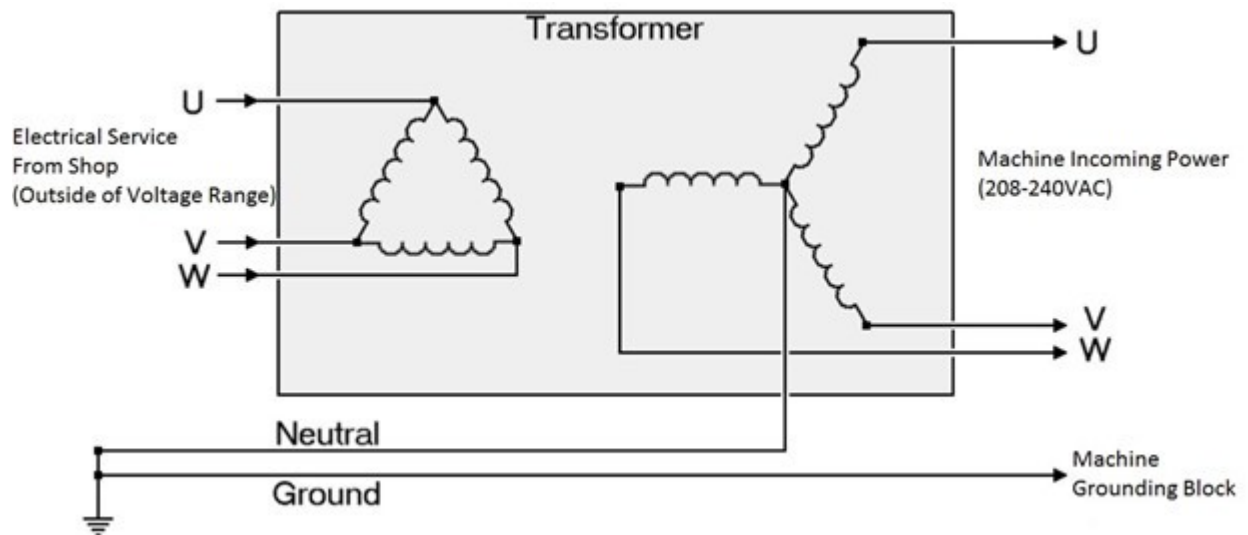 Transformer
U
U
Electrical Service
From Shop
(Outside of Voltage Range)
Machine Incoming Power
(208-240VAC)
V
W
V
W
Neutral
Ground
Machine
Grounding Block